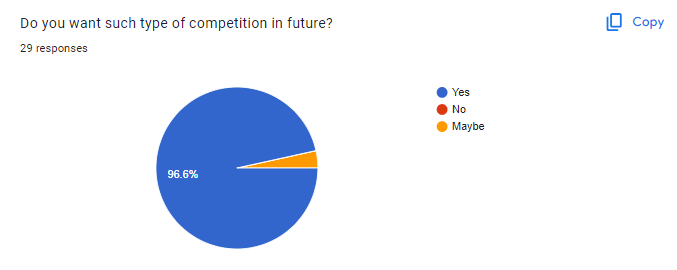 Do you want such type of competition in future?
Copy
29 responses
Yes
No
Maybe
96.6%